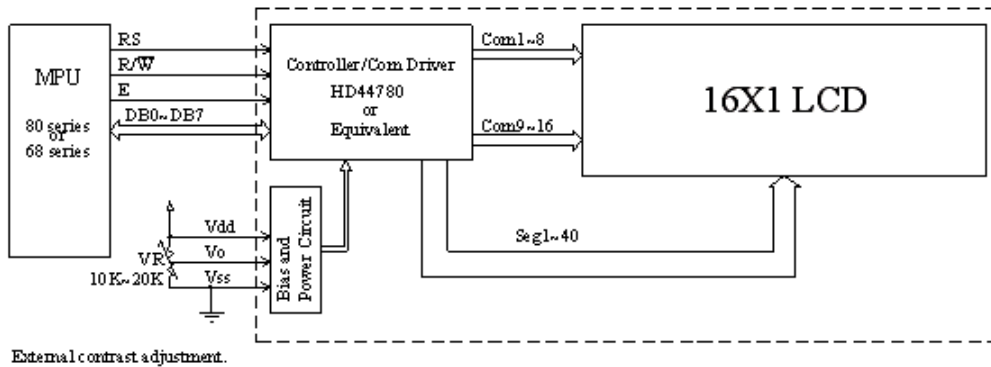 MPU
80 series
or
68 series
RS
R/W̅
E
DB0~DB7
Controller/Com Driver
HD44780
or
Equivalent
Com1~8
Com9~16
16X1 LCD
Seg1~40
Vdd
Vo
Vss
VR
10K~20K
Bias and
Power Circuit
External contrast adjustment.